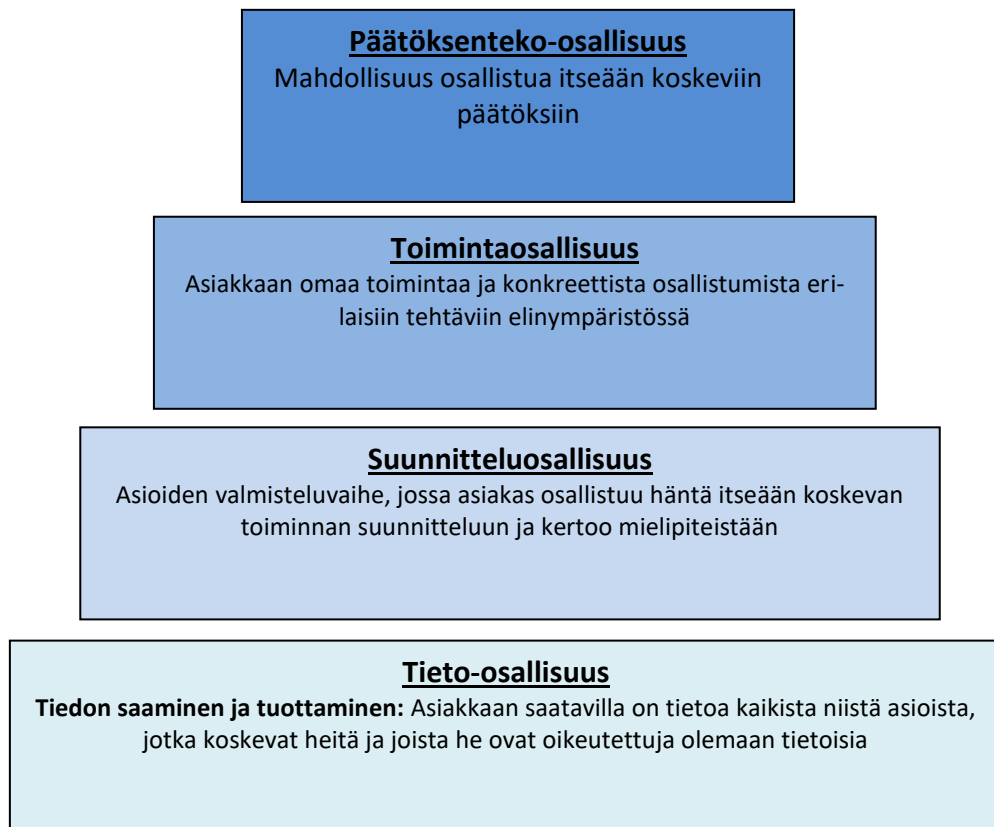 Päätöksenteko-osallisuus
Mahdollisuus osallistua itseään koskeviin
päätöksiin
Toimintaosallisuus
Asiakkaan omaa toimintaa ja konkreettista osallistumista eri-
laisiin tehtäviin elinympäristössä
Suunnitteluosallisuus
Asioiden valmisteluvaihe, jossa asiakas osallistuu häntä itseään koskevan
toiminnan suunnitteluun ja kertoo mielipiteistään
Tieto-osallisuus
Tiedon saaminen ja tuottaminen: Asiakkaan saatavilla on tietoa kaikista niistä asioista,
jotka koskevat heitä ja joista he ovat oikeutettuja olemaan tietoisia